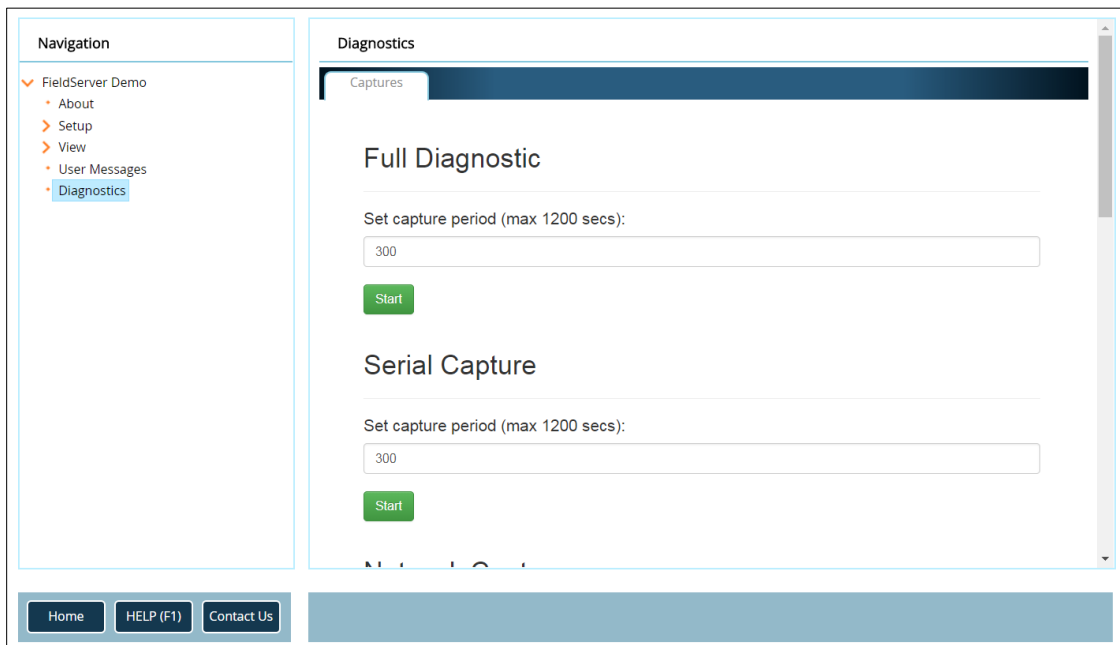 Navigation
FieldServer Demo
About
Setup
View
User Messages
Diagnostics
Diagnostics
Captures
Full Diagnostic
Set capture period (max 1200 secs):
300
Start
Serial Capture
Set capture period (max 1200 secs):
300
Start
Home
HELP (F1)
Contact Us